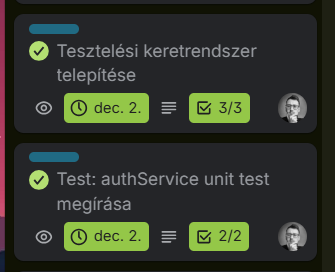 Tesztelési keretrendszer
telepítése
dec. 2. 3/3
Test: authService unit test
megírása
dec. 2. 2/2